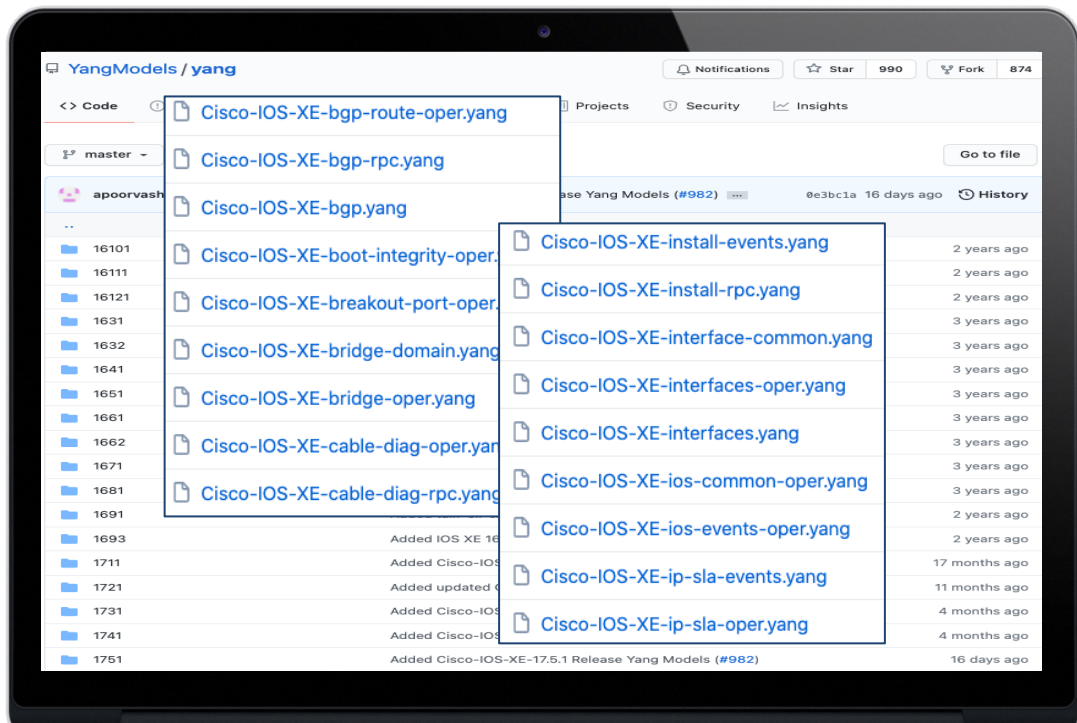 YangModels / yang
Notifications
Star 990
Fork 874
<> Code
Projects
Security
Insights
master
Go to file
apoorvash
ase Yang Models (#982) ...
0e3bc1a 16 days ago
History
..
16101 2 years ago
16111 2 years ago
16121 2 years ago
1631 3 years ago
1632 3 years ago
1641 3 years ago
1651 3 years ago
1661 3 years ago
1662 3 years ago
1671 3 years ago
1681 3 years ago
1691 2 years ago
1693 Added IOS XE 16 2 years ago
1711 Added Cisco-IOS 17 months ago
1721 Added updated 11 months ago
1731 Added Cisco-IOS 4 months ago
1741 Added Cisco-IOS 4 months ago
1751 Added Cisco-IOS-XE-17.5.1 Release Yang Models (#982) 16 days ago
Cisco-IOS-XE-bgp-route-oper.yang
Cisco-IOS-XE-bgp-rpc.yang
Cisco-IOS-XE-bgp.yang
Cisco-IOS-XE-boot-integrity-oper.
Cisco-IOS-XE-breakout-port-oper.
Cisco-IOS-XE-bridge-domain.yang
Cisco-IOS-XE-bridge-oper.yang
Cisco-IOS-XE-cable-diag-oper.yan
Cisco-IOS-XE-cable-diag-rpc.yang
Cisco-IOS-XE-install-events.yang
Cisco-IOS-XE-install-rpc.yang
Cisco-IOS-XE-interface-common.yang
Cisco-IOS-XE-interfaces-oper.yang
Cisco-IOS-XE-interfaces.yang
Cisco-IOS-XE-ios-common-oper.yang
Cisco-IOS-XE-ios-events-oper.yang
Cisco-IOS-XE-ip-sla-events.yang
Cisco-IOS-XE-ip-sla-oper.yang